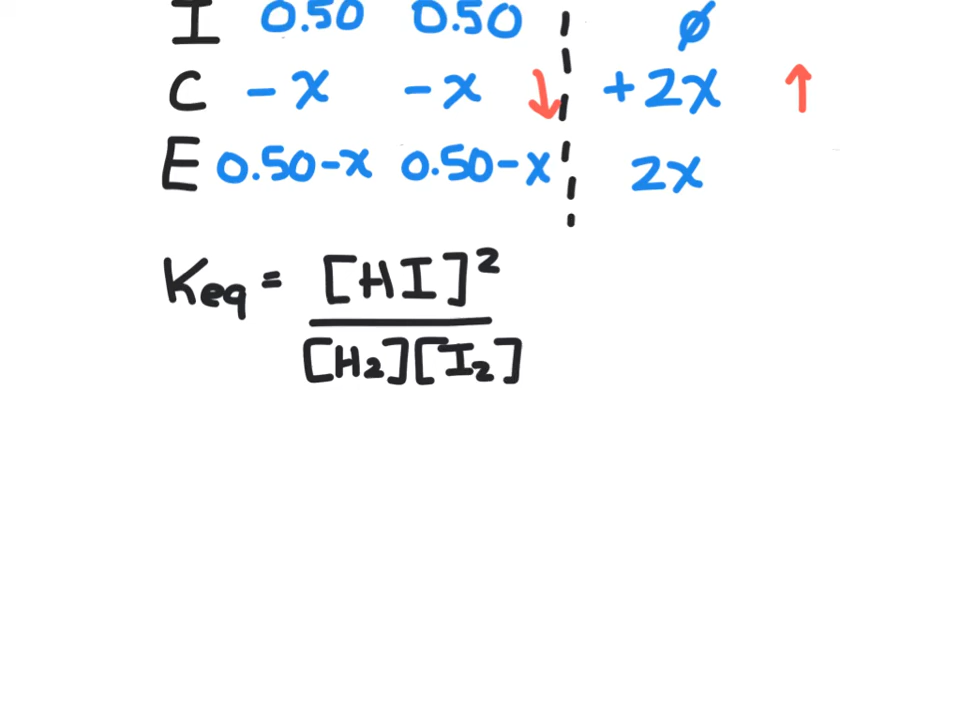 I 0.50 0.50 ø
C -x -x ↓ +2x ↑
E 0.50-x 0.50-x 2x
Keq = [HI]²
[H₂][I₂]